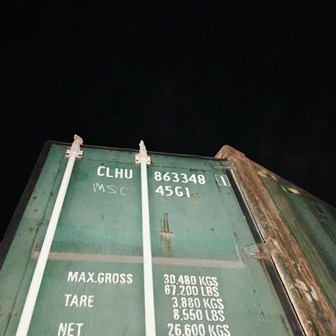 CLHU 863348 1
MSC 45G1
MAX.GROSS 30,480 KGS
67,200 LBS
TARE 3,880 KGS
8,550 LBS
NET 26,600 KGS